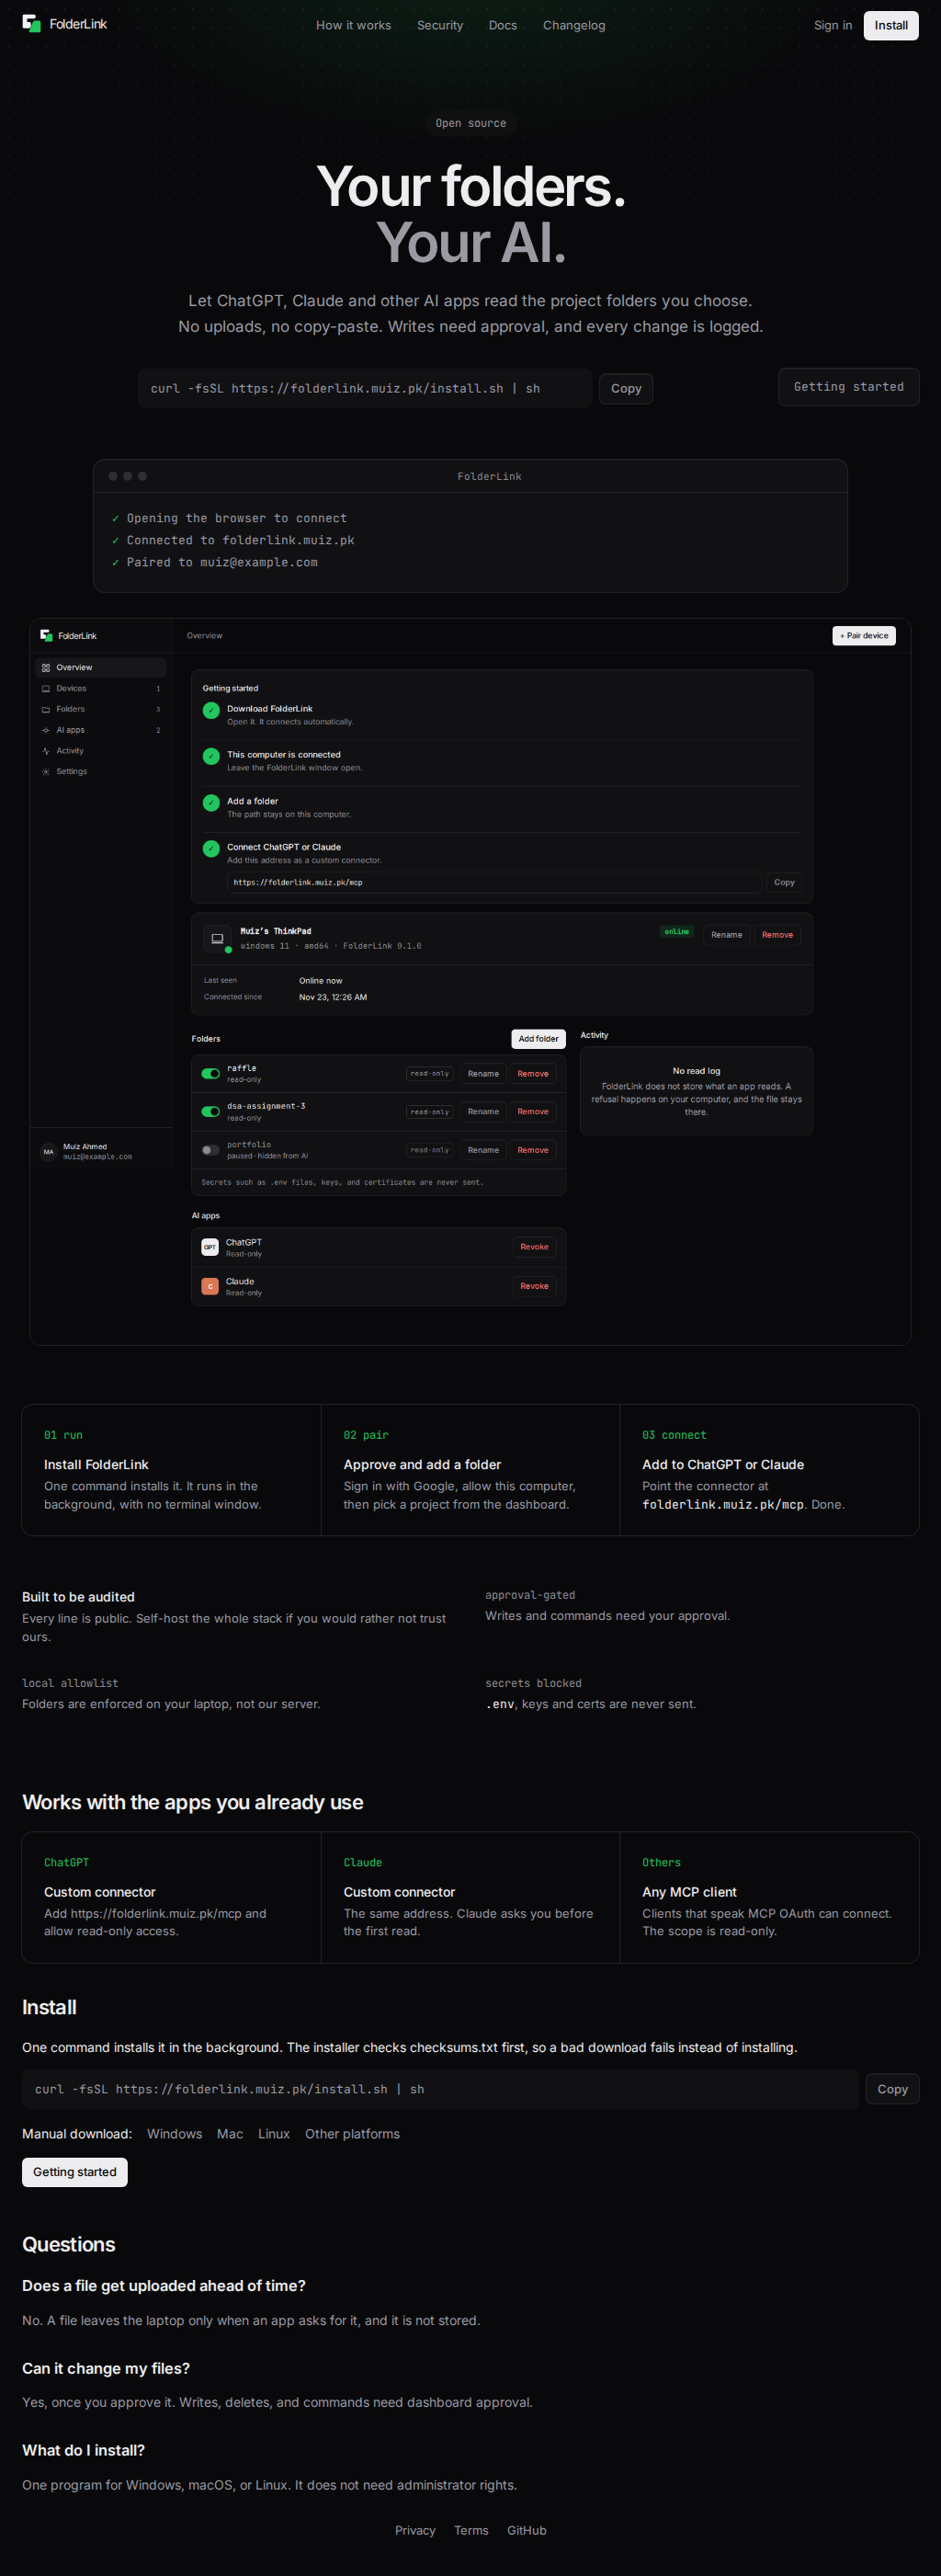 FolderLink
How it works Security Docs Changelog
Sign in Install
Open source
Your folders.
Your AI.
Let ChatGPT, Claude and other AI apps read the project folders you choose.
No uploads, no copy-paste. Writes need approval, and every change is logged.
curl -fsSL https://folderlink.muiz.pk/install.sh | sh Copy Getting started
FolderLink
✓ Opening the browser to connect
✓ Connected to folderlink.muiz.pk
✓ Paired to muiz@example.com
FolderLink
Overview
Devices 1
Folders 3
AI apps 2
Activity
Settings
MA
Muiz Ahmed
muiz@example.com
Overview
+ Pair device
Getting started
✓ Download FolderLink
Open it. It connects automatically.
✓ This computer is connected
Leave the FolderLink window open.
✓ Add a folder
The path stays on this computer.
✓ Connect ChatGPT or Claude
Add this address as a custom connector.
https://folderlink.muiz.pk/mcp Copy
Muiz's ThinkPad
windows 11 · amd64 · FolderLink 0.1.0
online Rename Remove
Last seen Online now
Connected since Nov 23, 12:26 AM
Folders Add folder
raffle
read-only
read-only Rename Remove
dsa-assignment-3
read-only
read-only Rename Remove
portfolio
paused · hidden from AI
read-only Rename Remove
Secrets such as .env files, keys, and certificates are never sent.
Activity
No read log
FolderLink does not store what an app reads. A
refusal happens on your computer, and the file stays
there.
AI apps
GPT
ChatGPT
Read-only
Revoke
C
Claude
Read-only
Revoke
01 run
Install FolderLink
One command installs it. It runs in the
background, with no terminal window.
02 pair
Approve and add a folder
Sign in with Google, allow this computer,
then pick a project from the dashboard.
03 connect
Add to ChatGPT or Claude
Point the connector at
folderlink.muiz.pk/mcp. Done.
Built to be audited
Every line is public. Self-host the whole stack if you would rather not trust
ours.
approval-gated
Writes and commands need your approval.
local allowlist
Folders are enforced on your laptop, not our server.
secrets blocked
.env, keys and certs are never sent.
Works with the apps you already use
ChatGPT
Custom connector
Add https://folderlink.muiz.pk/mcp and
allow read-only access.
Claude
Custom connector
The same address. Claude asks you before
the first read.
Others
Any MCP client
Clients that speak MCP OAuth can connect.
The scope is read-only.
Install
One command installs it in the background. The installer checks checksums.txt first, so a bad download fails instead of installing.
curl -fsSL https://folderlink.muiz.pk/install.sh | sh Copy
Manual download: Windows Mac Linux Other platforms
Getting started
Questions
Does a file get uploaded ahead of time?
No. A file leaves the laptop only when an app asks for it, and it is not stored.
Can it change my files?
Yes, once you approve it. Writes, deletes, and commands need dashboard approval.
What do I install?
One program for Windows, macOS, or Linux. It does not need administrator rights.
Privacy Terms GitHub